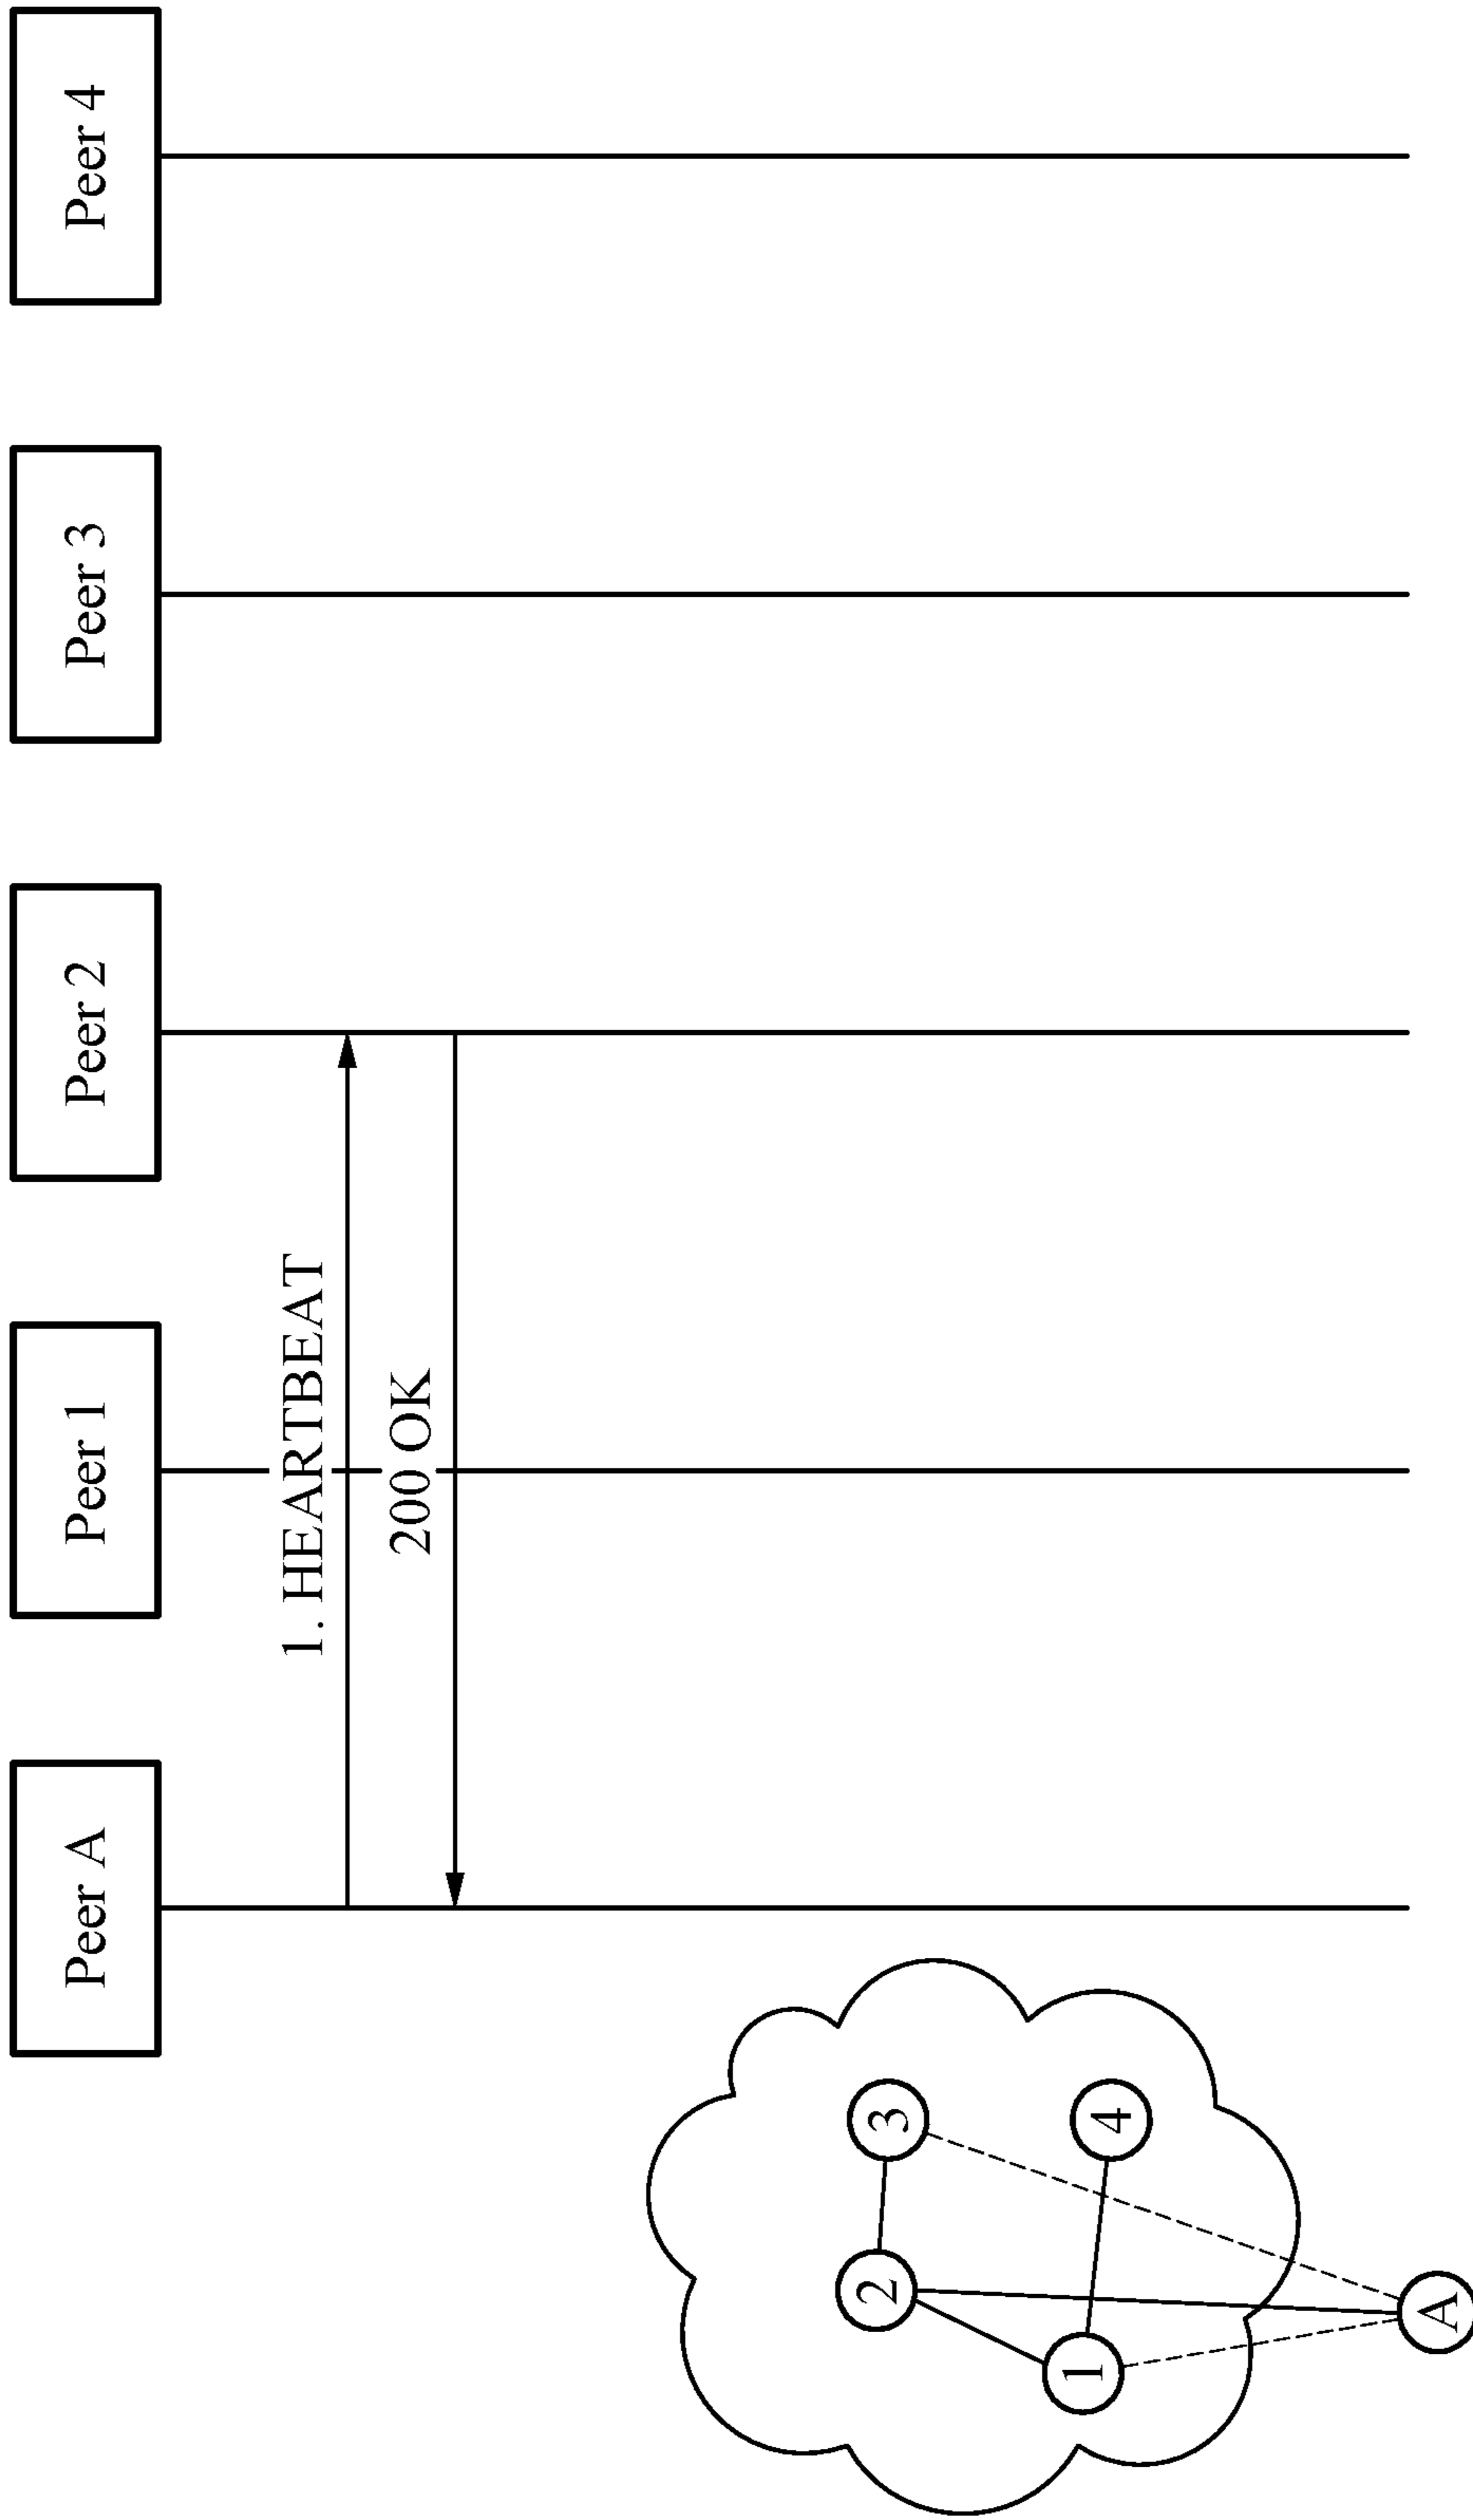 Peer A
Peer 1
Peer 2
Peer 3
Peer 4
1. HEARTBEAT
200 OK
2
3
1
4
A